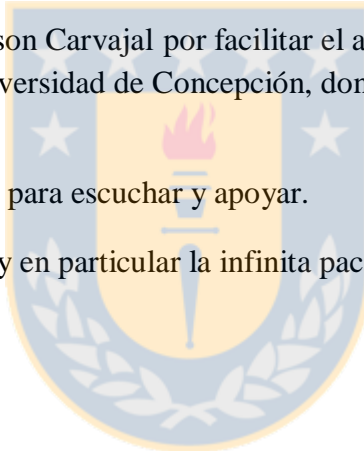 son Carvajal por facilitar el a
versidad de Concepción, don
para escuchar y apoyar.
y en particular la infinita pac